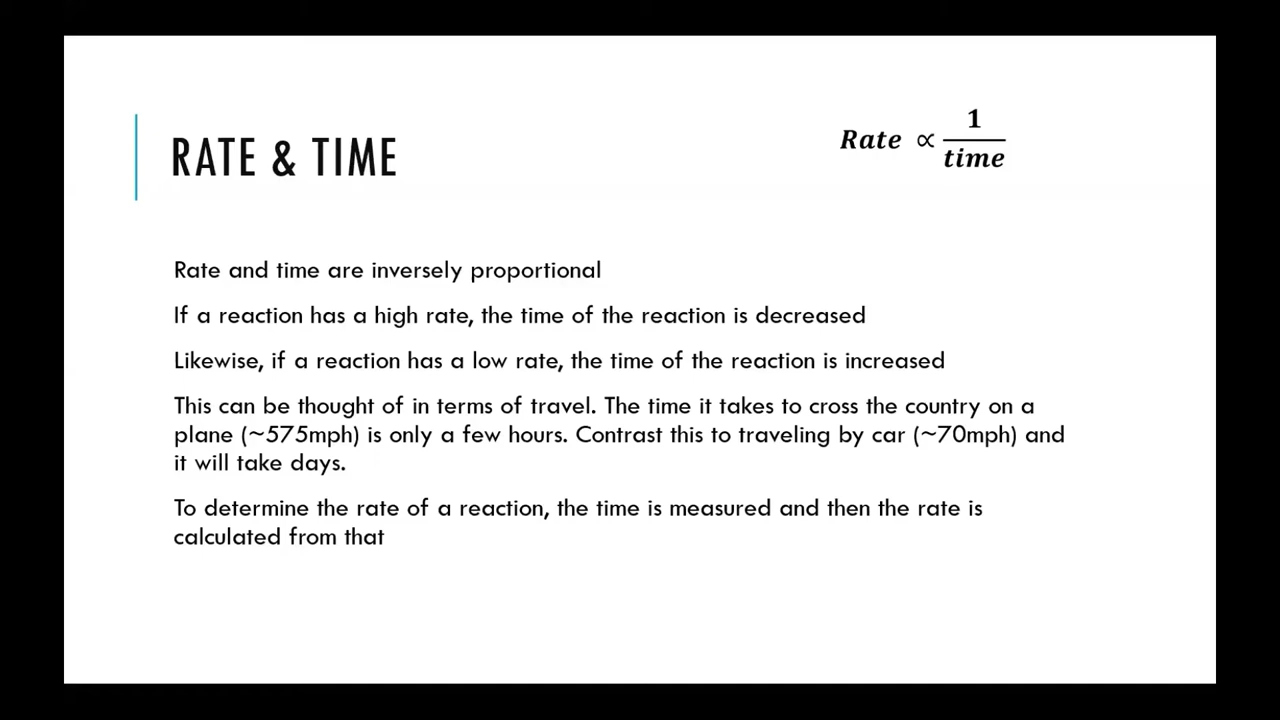 RATE & TIME
Rate ∝ 1/time
Rate and time are inversely proportional
If a reaction has a high rate, the time of the reaction is decreased
Likewise, if a reaction has a low rate, the time of the reaction is increased
This can be thought of in terms of travel. The time it takes to cross the country on a
plane (~575mph) is only a few hours. Contrast this to traveling by car (~70mph) and
it will take days.
To determine the rate of a reaction, the time is measured and then the rate is
calculated from that